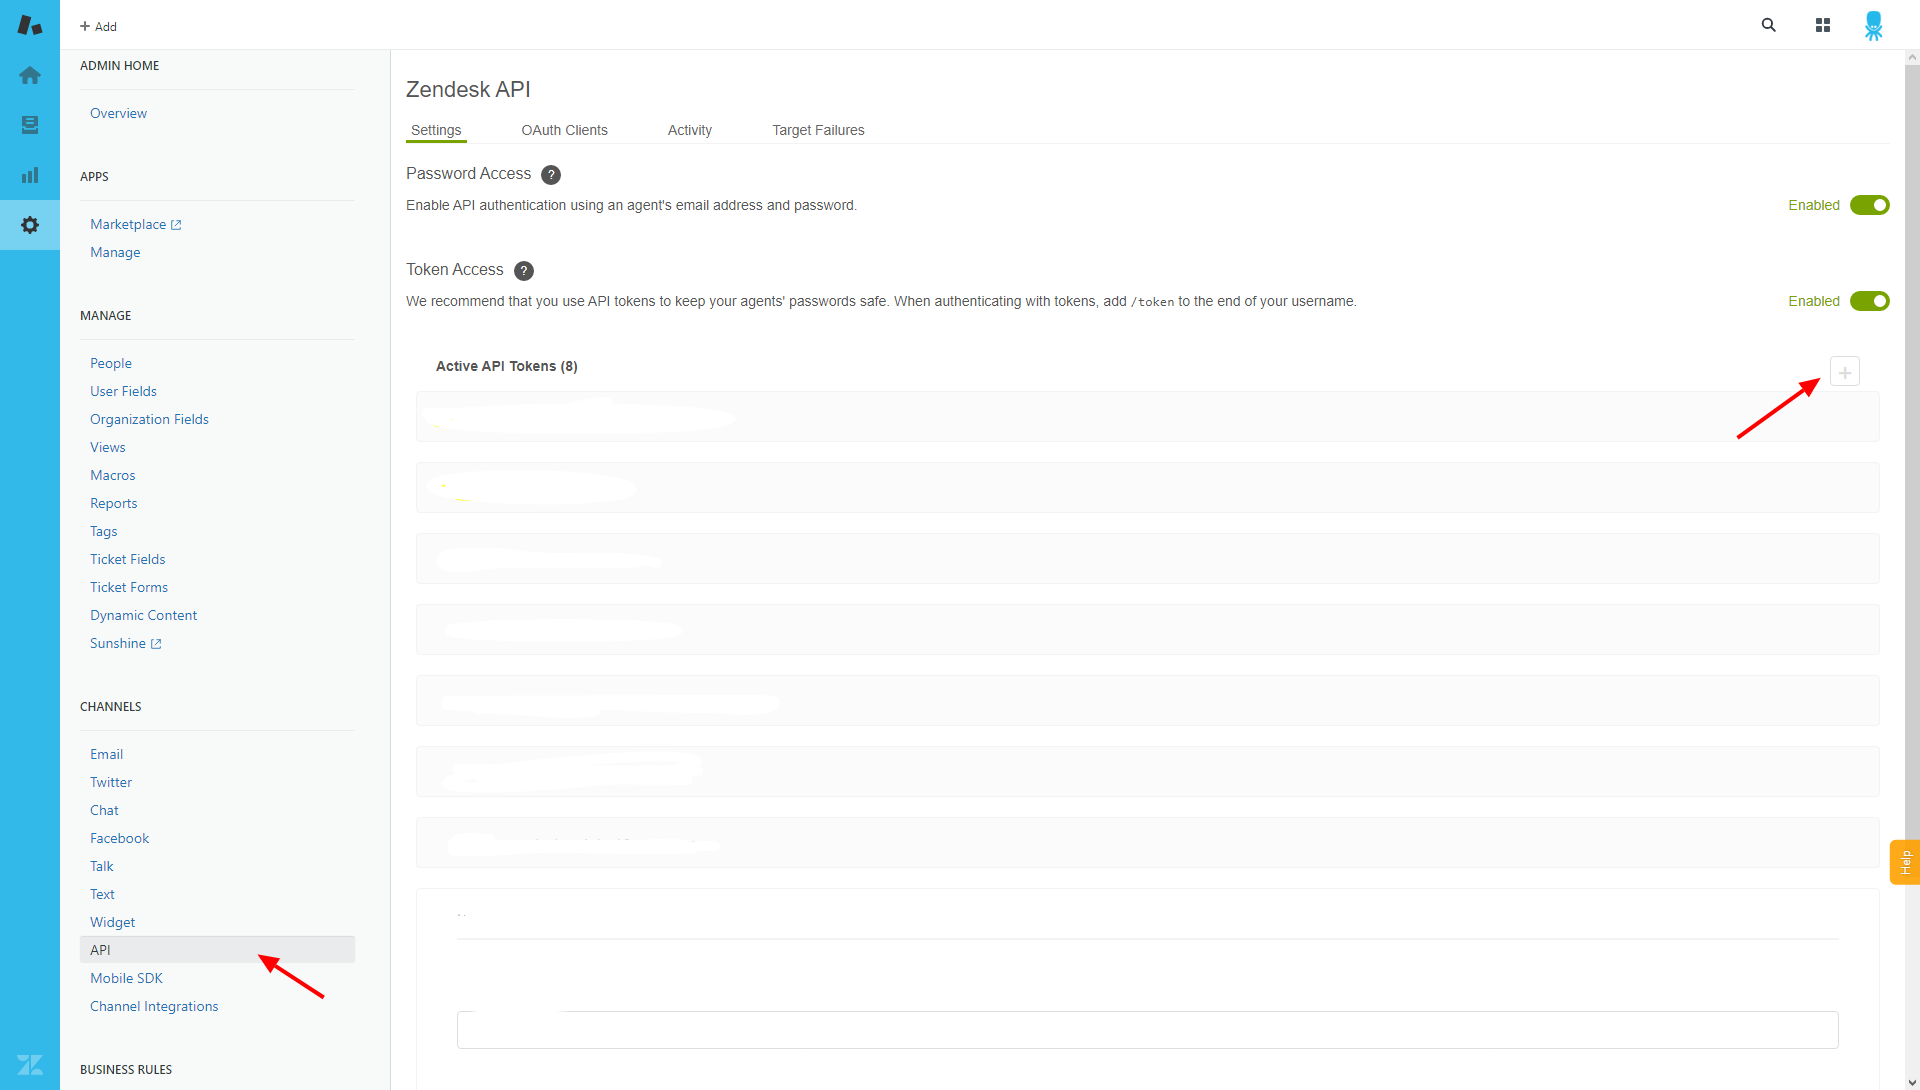 Add
ADMIN HOME
Overview
APPS
Marketplace
Manage
MANAGE
People
User Fields
Organization Fields
Views
Macros
Reports
Tags
Ticket Fields
Ticket Forms
Dynamic Content
Sunshine
CHANNELS
Email
Twitter
Chat
Facebook
Talk
Text
Widget
API
Mobile SDK
Channel Integrations
BUSINESS RULES
Zendesk API
Settings OAuth Clients Activity Target Failures
Password Access ?
Enable API authentication using an agent's email address and password. Enabled
Token Access ?
We recommend that you use API tokens to keep your agents' passwords safe. When authenticating with tokens, add /token to the end of your username. Enabled
Active API Tokens (8)
+
Help